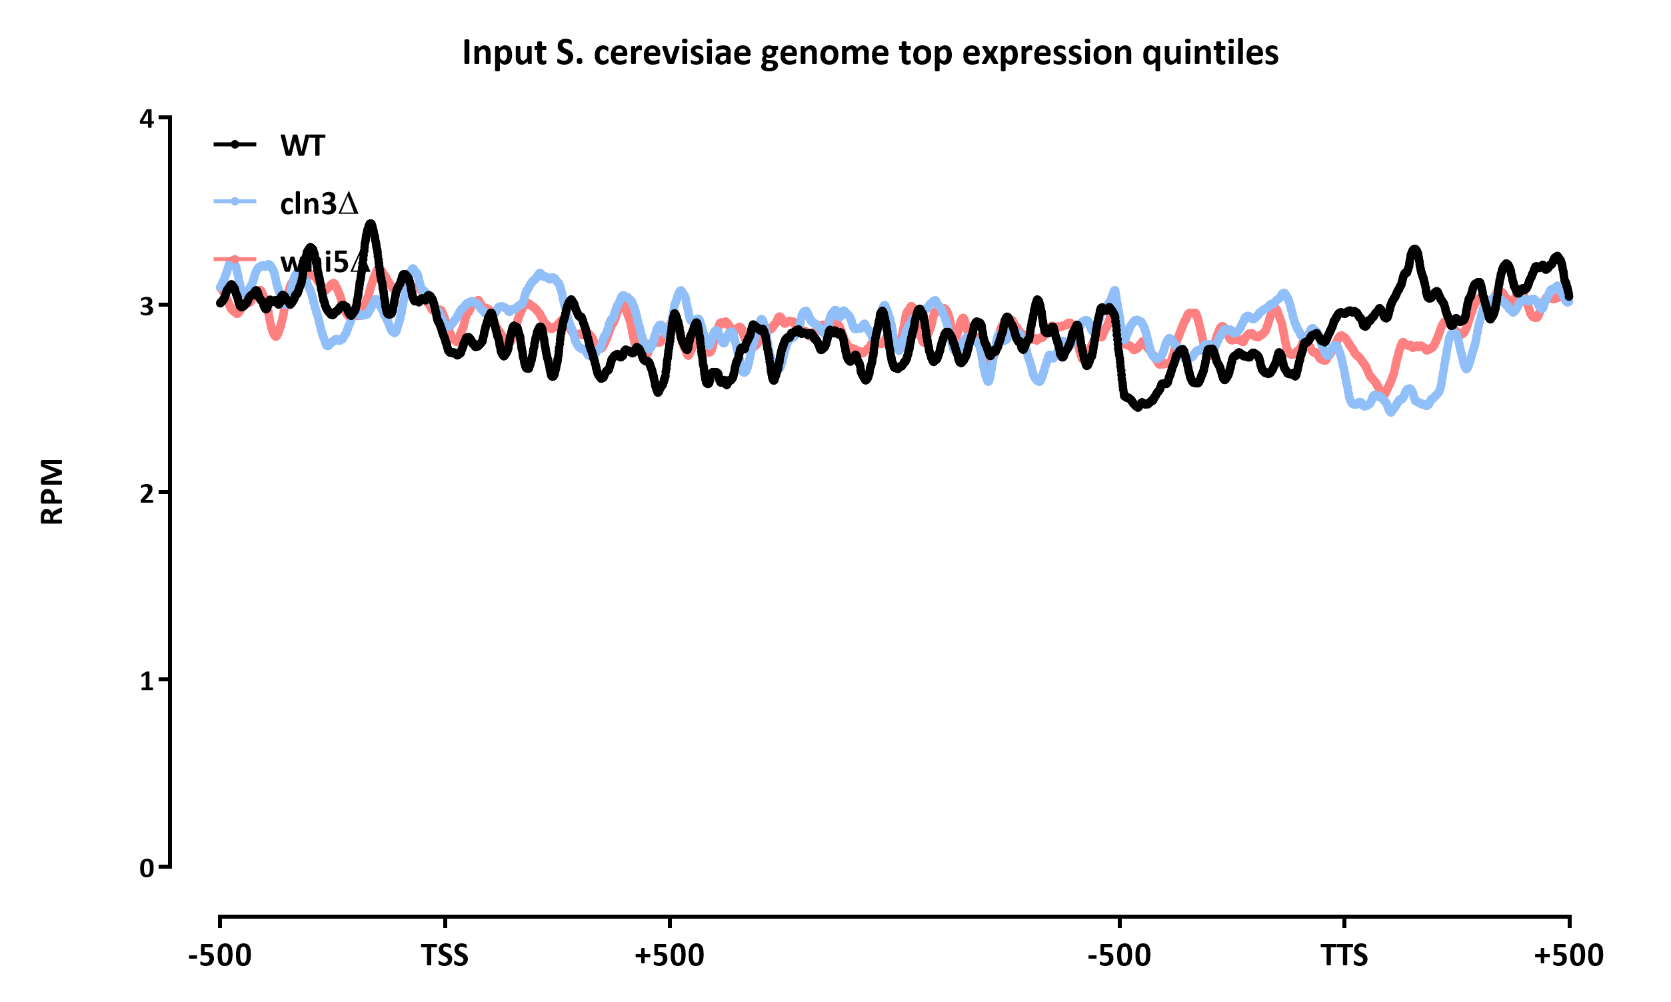 Input S. cerevisiae genome top expression quintiles
4
WT
cln3Δ
whi5Δ
3
2
RPM
1
0
-500 TSS +500 -500 TTS +500